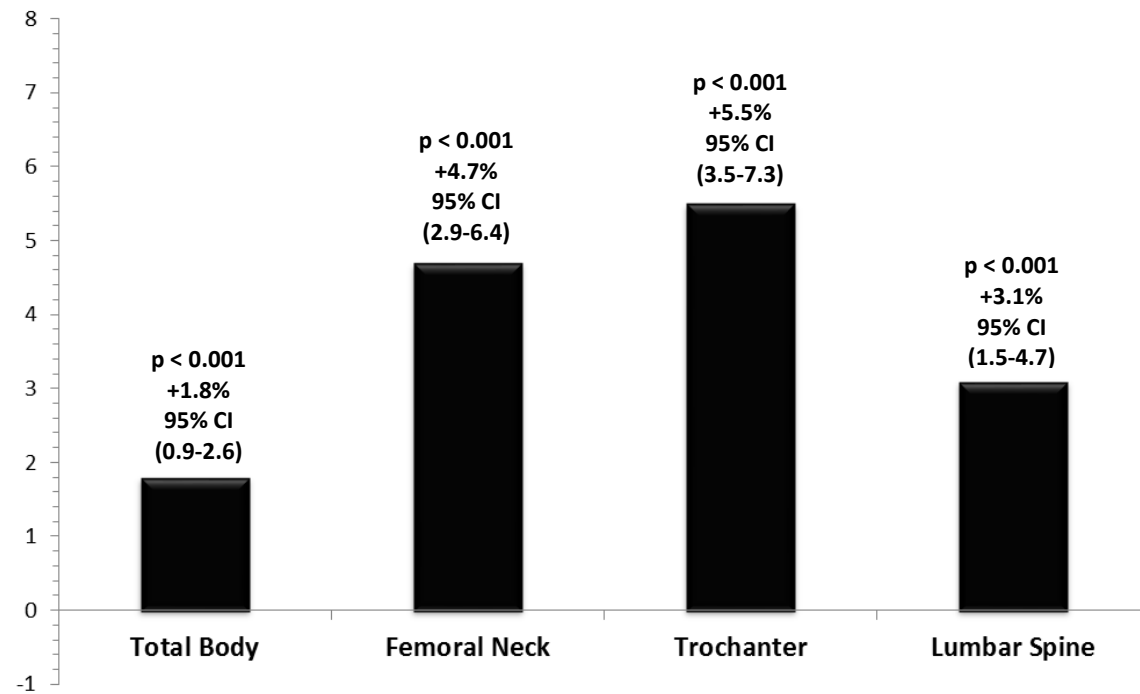 8
7
6
5
4
3
2
1
0
-1
p < 0.001
+1.8%
95% CI
(0.9-2.6)
p < 0.001
+4.7%
95% CI
(2.9-6.4)
p < 0.001
+5.5%
95% CI
(3.5-7.3)
p < 0.001
+3.1%
95% CI
(1.5-4.7)
Total Body
Femoral Neck
Trochanter
Lumbar Spine